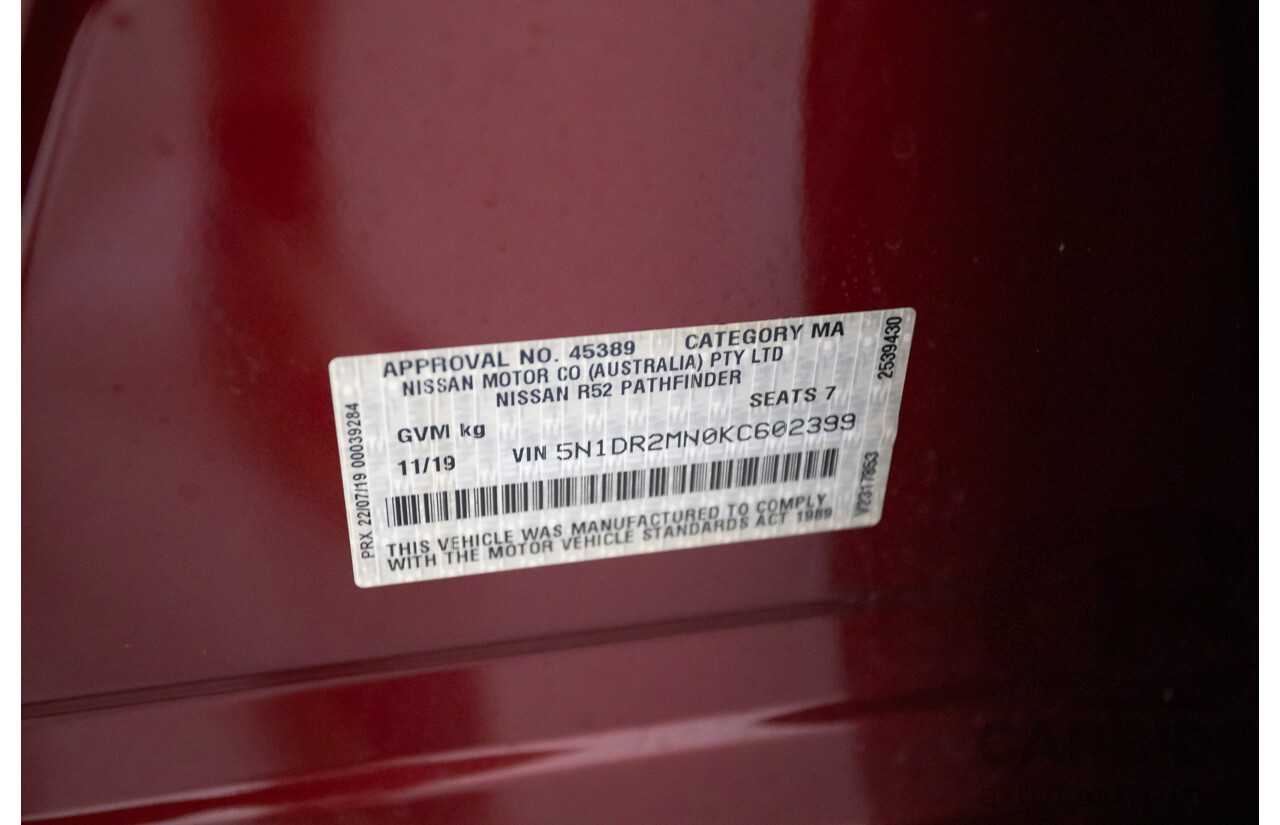 APPROVAL NO. 45389 CATEGORY MA
NISSAN MOTOR CO (AUSTRALIA) PTY LTD
NISSAN R52 PATHFINDER
SEATS 7
GVM kg
11/19 VIN 5N1DR2MN0KC602399
THIS VEHICLE WAS MANUFACTURED TO COMPLY
WITH THE MOTOR VEHICLE STANDARDS ACT 1989
PRX 22/07/19 00039284
2539430
V2317853